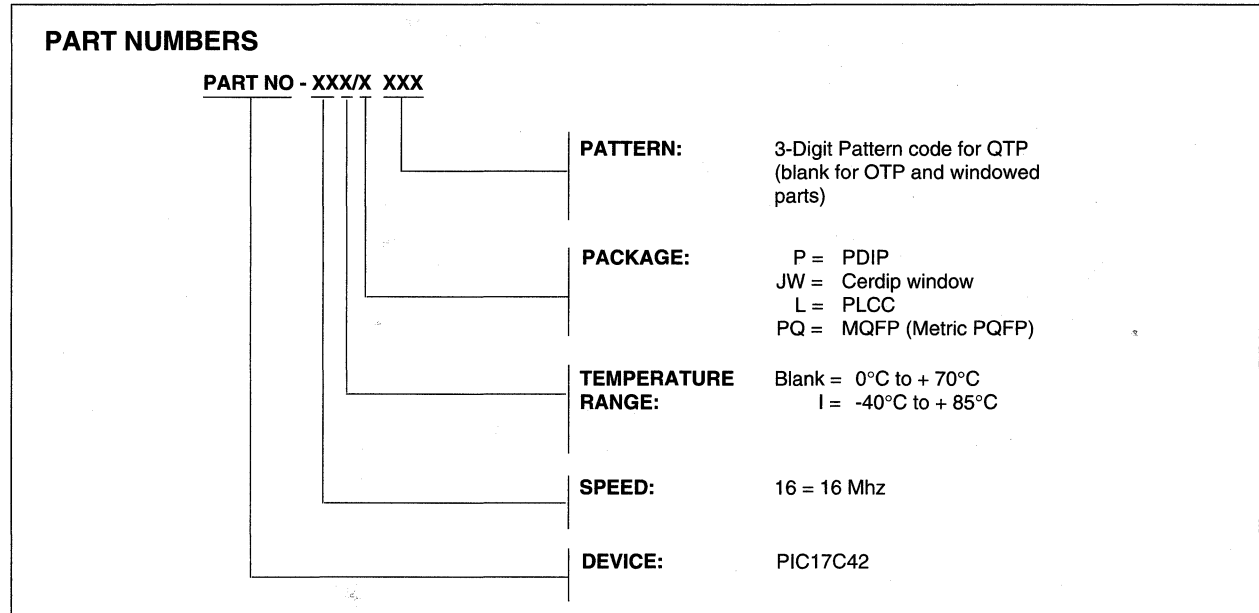 PART NUMBERS
PART NO - XXX/X XXX
PATTERN: 3-Digit Pattern code for QTP
(blank for OTP and windowed
parts)
PACKAGE: P = PDIP
JW = Cerdip window
L = PLCC
PQ = MQFP (Metric PQFP)
TEMPERATURE Blank = 0°C to + 70°C
RANGE: I = -40°C to + 85°C
SPEED: 16 = 16 Mhz
DEVICE: PIC17C42